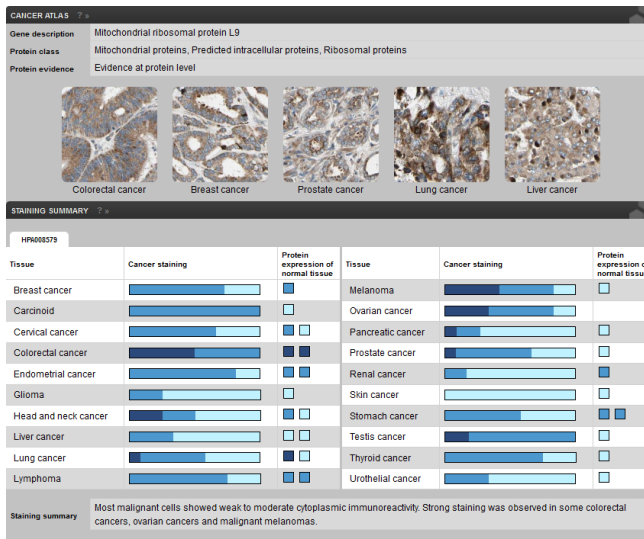 CANCER ATLAS ? »
Gene description Mitochondrial ribosomal protein L9
Protein class Mitochondrial proteins, Predicted intracellular proteins, Ribosomal proteins
Protein evidence Evidence at protein level
Colorectal cancer Breast cancer Prostate cancer Lung cancer Liver cancer
STAINING SUMMARY ? »
HPA008579
Tissue Cancer staining Protein expression of normal tissue Tissue Cancer staining Protein expression o normal tissu
Breast cancer Melanoma
Carcinoid Ovarian cancer
Cervical cancer Pancreatic cancer
Colorectal cancer Prostate cancer
Endometrial cancer Renal cancer
Glioma Skin cancer
Head and neck cancer Stomach cancer
Liver cancer Testis cancer
Lung cancer Thyroid cancer
Lymphoma Urothelial cancer
Staining summary Most malignant cells showed weak to moderate cytoplasmic immunoreactivity. Strong staining was observed in some colorectal
cancers, ovarian cancers and malignant melanomas.